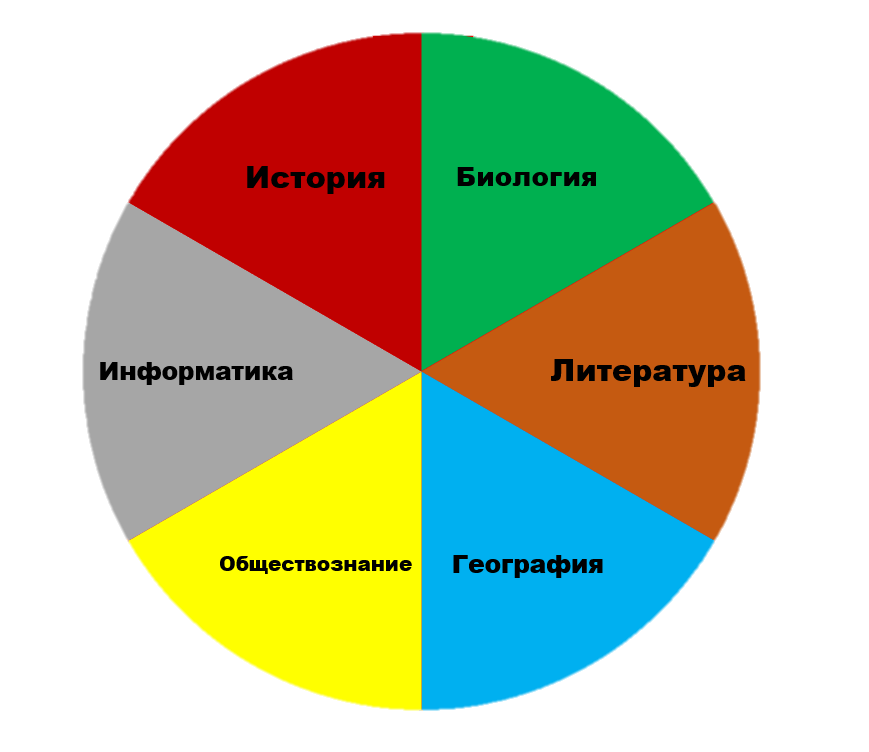 История
Биология
Информатика
Литература
Обществознание
География